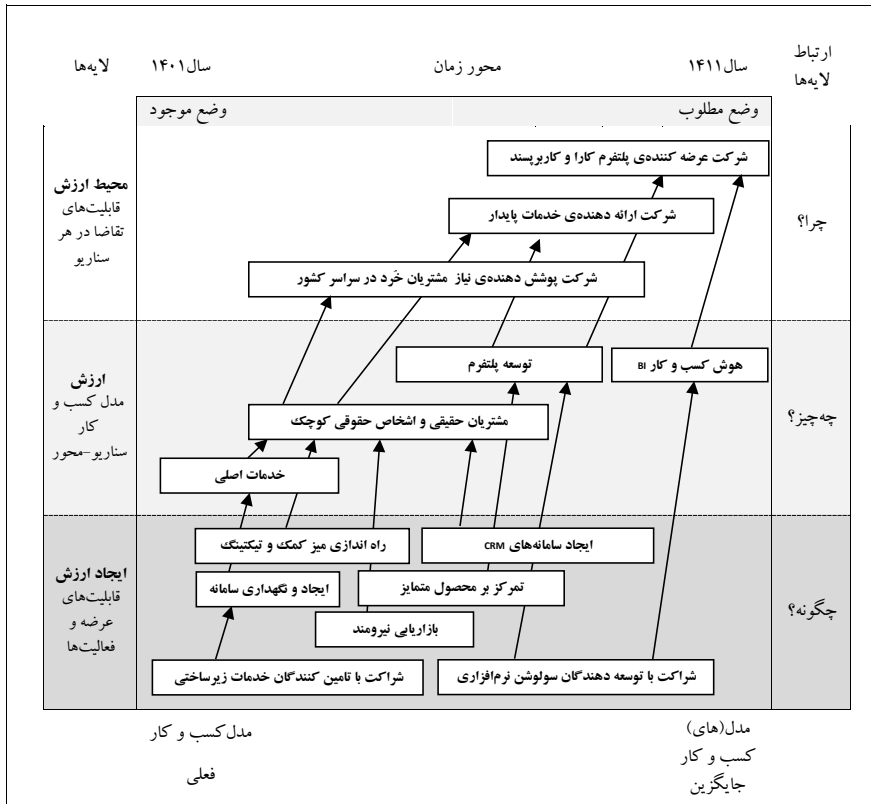 ارتباط
لایه‌ها
سال ۱۴۱۱
محور زمان
سال ۱۴۰۱
لایه‌ها
وضع مطلوب
وضع موجود
چرا؟
شرکت عرضه کننده‌ی پلتفرم کارا و کاربرپسند
شرکت ارائه دهنده‌ی خدمات پایدار
شرکت پوشش دهنده‌ی نیاز مشتریان خَرد در سراسر کشور
محیط ارزش
قابلیت‌های
تقاضا در هر
سناریو
چه‌چیز؟
هوش کسب و کار BI
توسعه پلتفرم
مشتریان حقیقی و اشخاص حقوقی کوچک
خدمات اصلی
ارزش
مدل کسب و
کار
سناریو-محور
چگونه؟
ایجاد سامانه‌های CRM
راه اندازی میز کمک و تیکتینگ
تمرکز بر محصول متمایز
ایجاد و نگهداری سامانه
بازاریابی نیرومند
شراکت با توسعه دهندگان سولوشن نرم‌افزاری
شراکت با تامین کنندگان خدمات زیرساختی
ایجاد ارزش
قابلیت‌های
عرضه و
فعالیت‌ها
مدل(های)
کسب و کار
جایگزین
مدل کسب و کار
فعلی